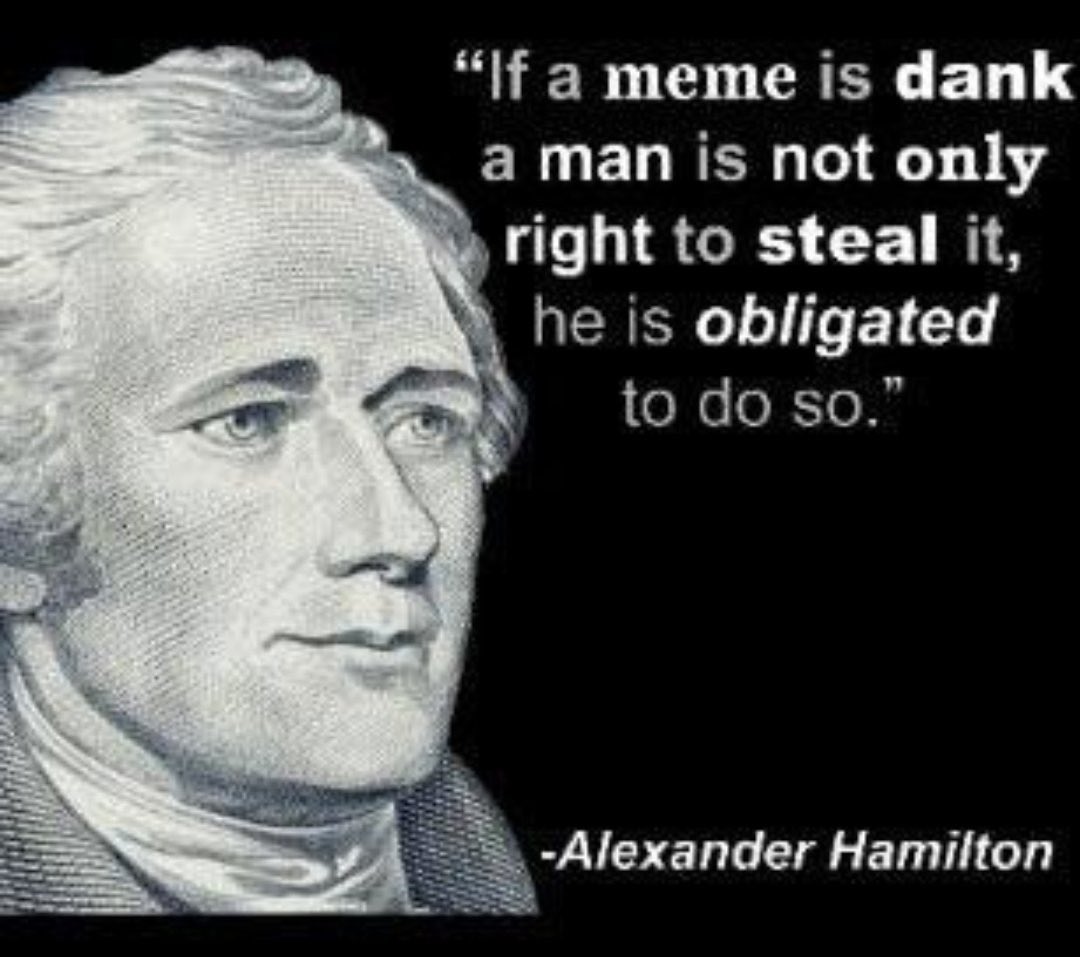 “If a meme is dank
a man is not only
right to steal it,
he is obligated
to do so.”
-Alexander Hamilton